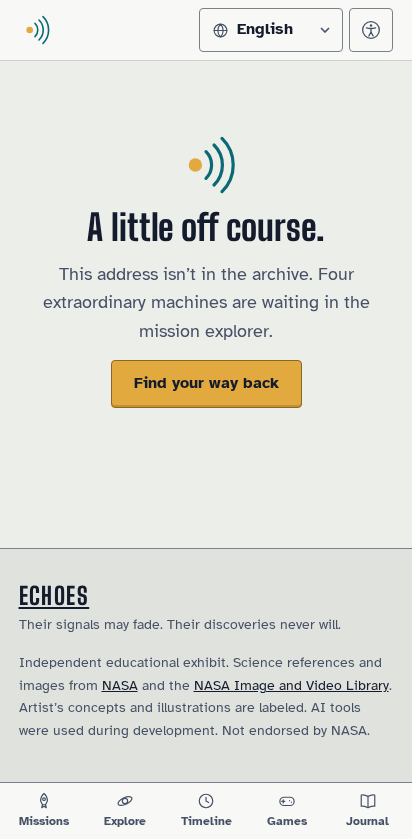 English
A little off course.
This address isn’t in the archive. Four
extraordinary machines are waiting in the
mission explorer.
Find your way back
ECHOES
Their signals may fade. Their discoveries never will.
Independent educational exhibit. Science references and
images from NASA and the NASA Image and Video Library.
Artist’s concepts and illustrations are labeled. AI tools
were used during development. Not endorsed by NASA.
Missions Explore Timeline Games Journal